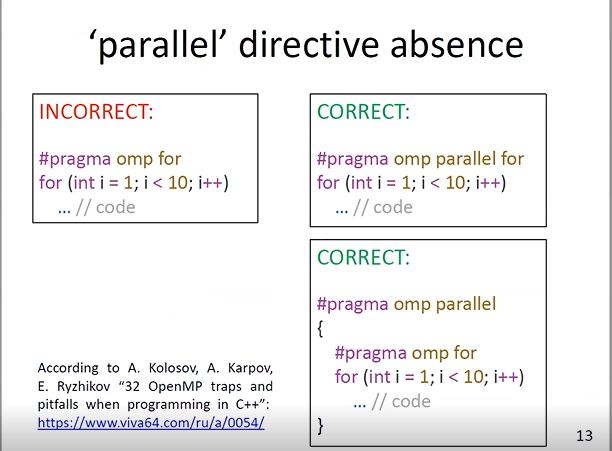 ‘parallel’ directive absence
INCORRECT:
#pragma omp for
for (int i = 1; i < 10; i++)
... // code
CORRECT:
#pragma omp parallel for
for (int i = 1; i < 10; i++)
... // code
CORRECT:
#pragma omp parallel
{
#pragma omp for
for (int i = 1; i < 10; i++)
... // code
}
According to A. Kolosov, A. Karpov,
E. Ryzhikov “32 OpenMP traps and
pitfalls when programming in C++”:
https://www.viva64.com/ru/a/0054/
13